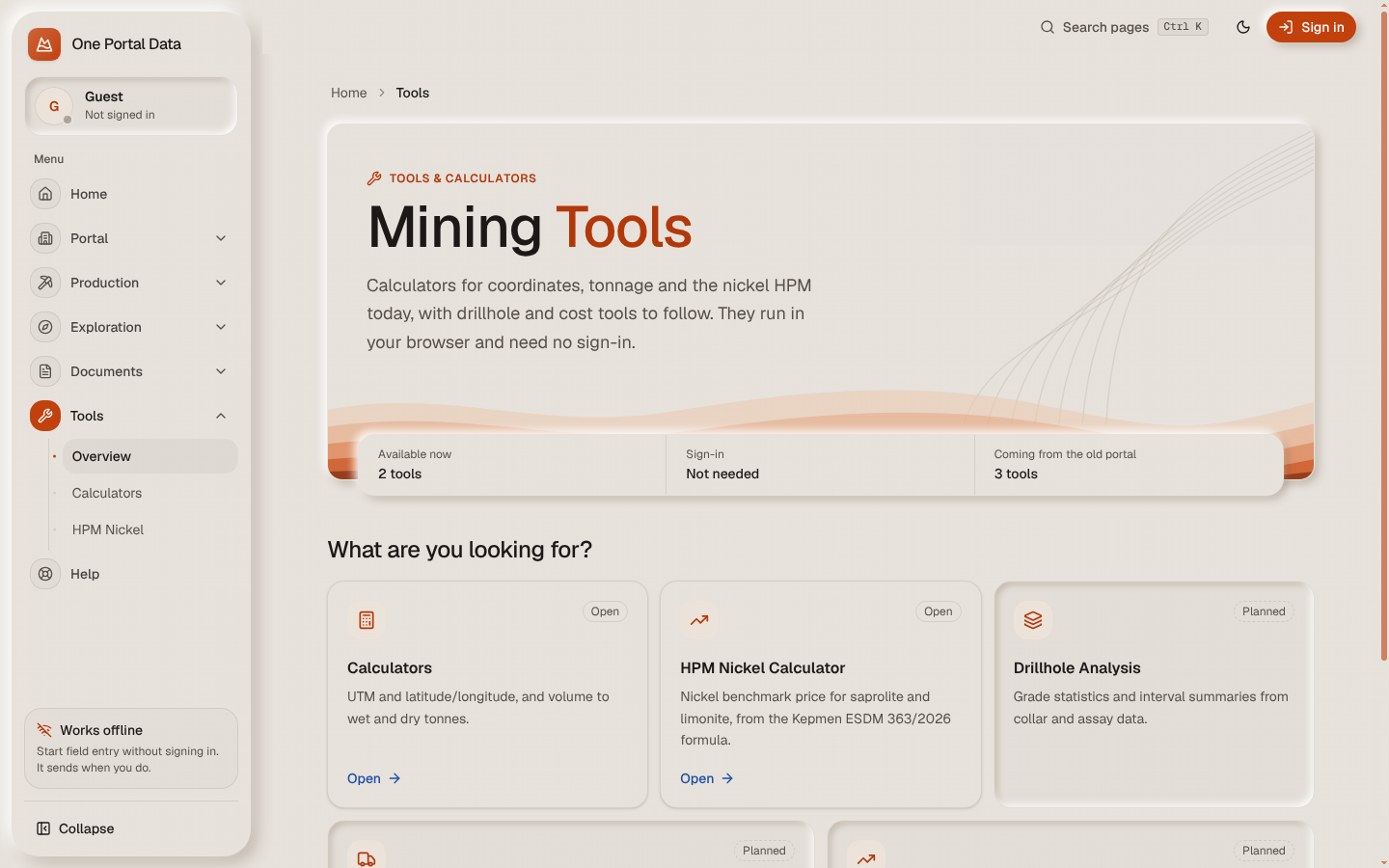 One Portal Data
Search pages
Ctrl K
Sign in
G
Guest
Not signed in
Menu
Home
Portal
Production
Exploration
Documents
Tools
Overview
Calculators
HPM Nickel
Help
Works offline
Start field entry without signing in.
It sends when you do.
Collapse
Home
Tools
TOOLS & CALCULATORS
Mining Tools
Calculators for coordinates, tonnage and the nickel HPM
today, with drillhole and cost tools to follow. They run in
your browser and need no sign-in.
Available now
2 tools
Sign-in
Not needed
Coming from the old portal
3 tools
What are you looking for?
Open
Calculators
UTM and latitude/longitude, and volume to
wet and dry tonnes.
Open
Open
HPM Nickel Calculator
Nickel benchmark price for saprolite and
limonite, from the Kepmen ESDM 363/2026
formula.
Open
Planned
Drillhole Analysis
Grade statistics and interval summaries from
collar and assay data.
Planned
Planned